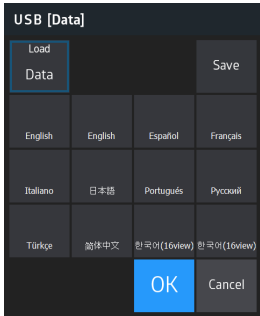 USB [Data]
Load
Data
Save
English
English
Español
Français
Italiano
日本語
Português
Русский
Türkçe
简体中文
한국어(16view)
한국어(16view)
OK
Cancel